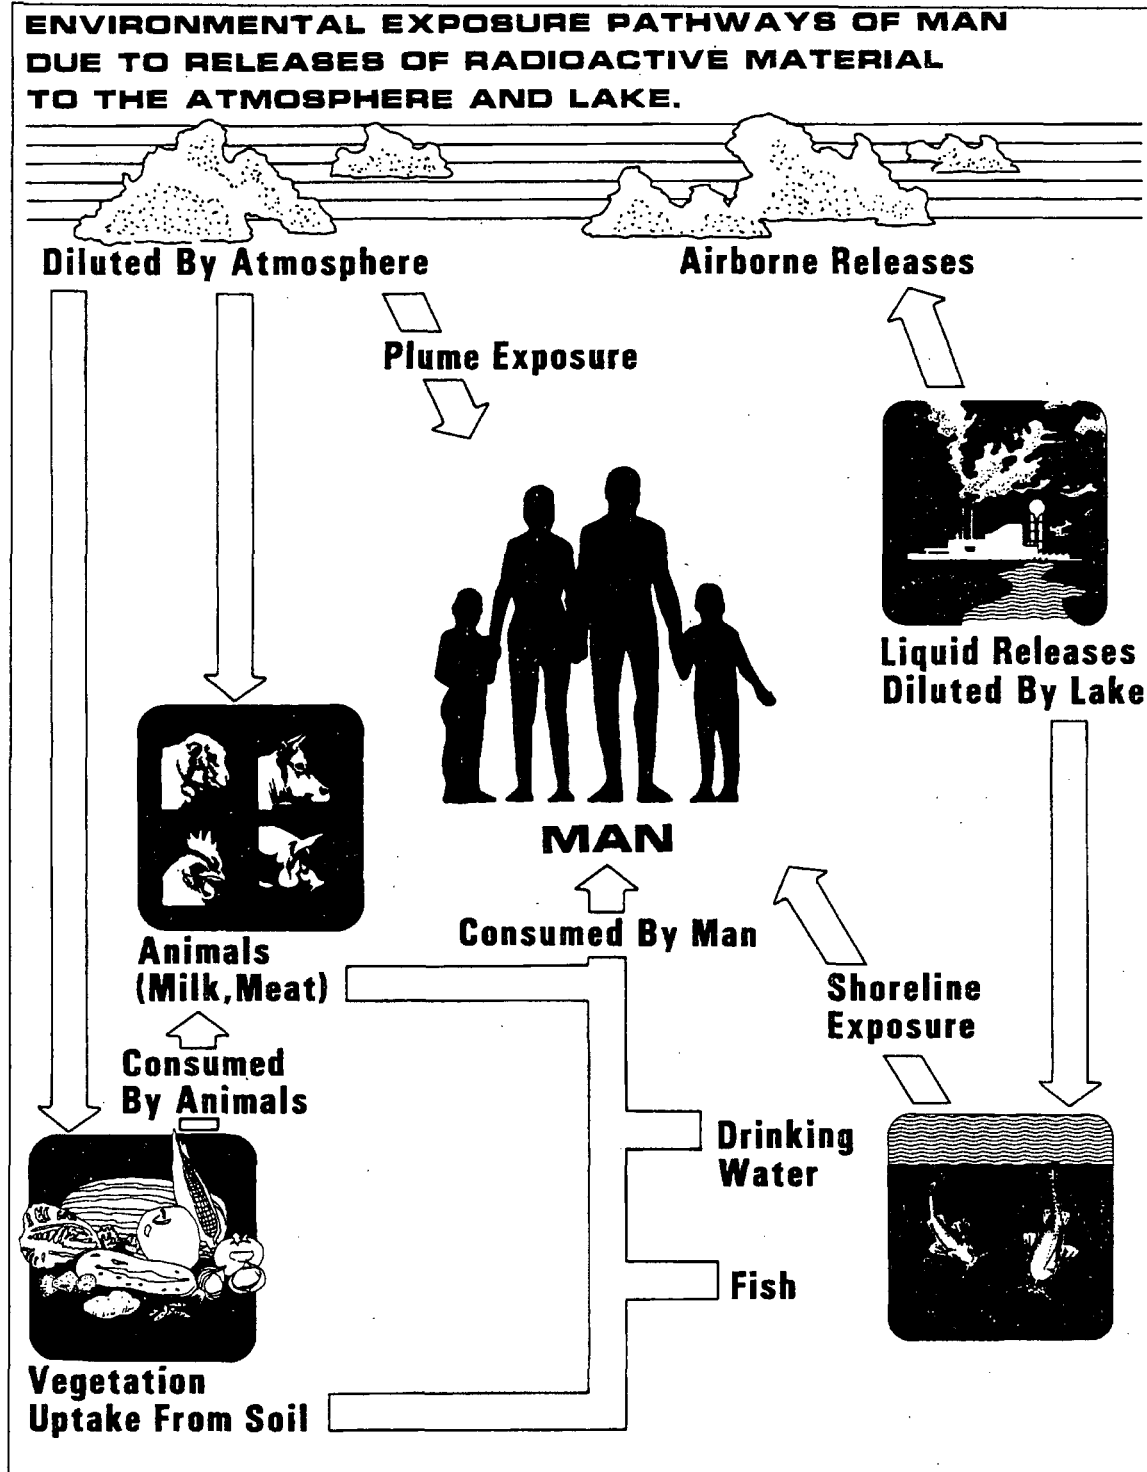 ENVIRONMENTAL EXPOSURE PATHWAYS OF MAN
DUE TO RELEASES OF RADIOACTIVE MATERIAL
TO THE ATMOSPHERE AND LAKE.
Diluted By Atmosphere
Airborne Releases
Plume Exposure
Liquid Releases
Diluted By Lake
MAN
Consumed By Man
Animals
(Milk,Meat)
Shoreline
Exposure
Consumed
By Animals
Drinking
Water
Fish
Vegetation
Uptake From Soil